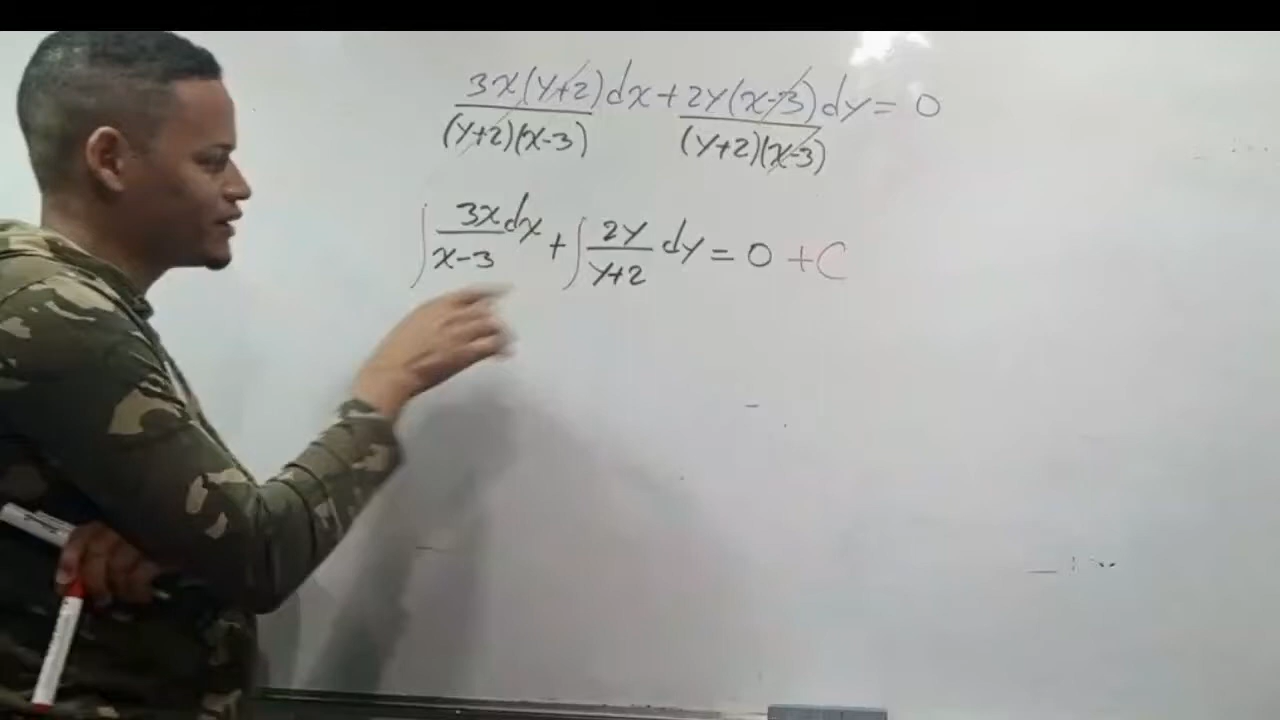 3x(y+2)dx + 2y(x-3)dy = 0
(y+2)(x-3) (y+2)(x-3)
∫ 3x dx + ∫ 2y dy = 0 + C
x-3 y+2